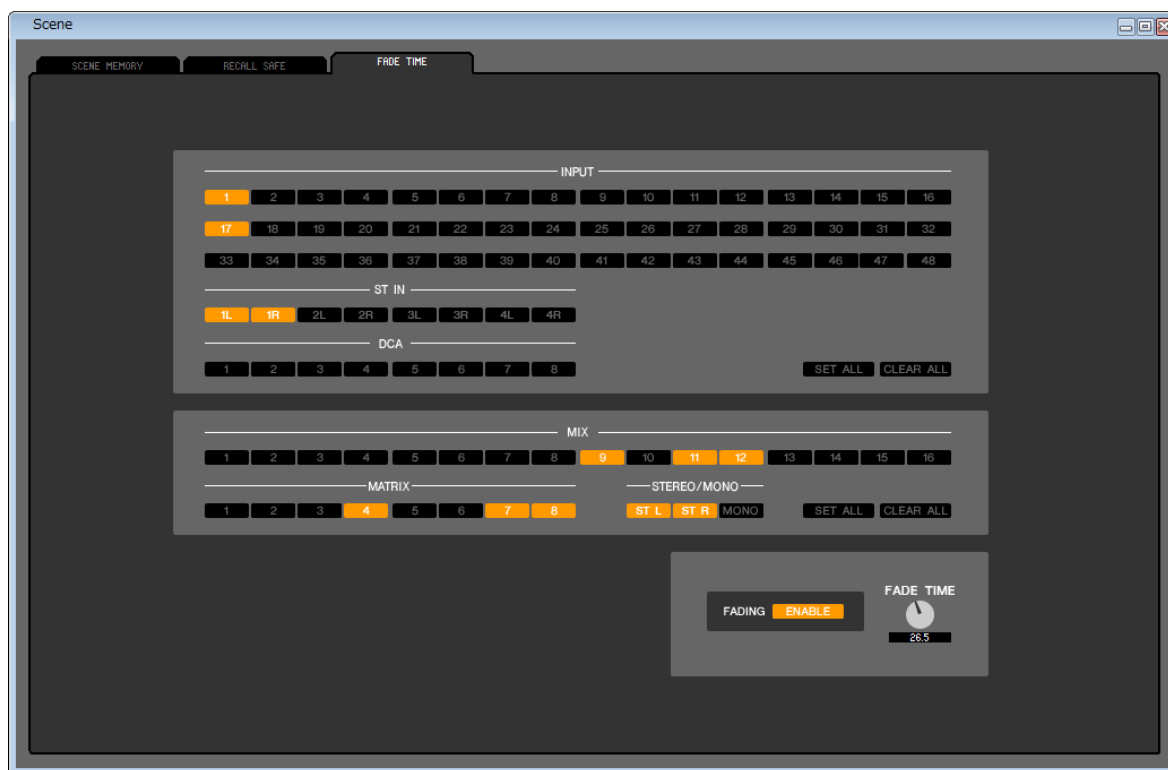 Scene
SCENE MEMORY RECALL SAFE FADE TIME
INPUT
1 2 3 4 5 6 7 8 9 10 11 12 13 14 15 16
17 18 19 20 21 22 23 24 25 26 27 28 29 30 31 32
33 34 35 36 37 38 39 40 41 42 43 44 45 46 47 48
ST IN
1L 1R 2L 2R 3L 3R 4L 4R
DCA
1 2 3 4 5 6 7 8 SET ALL CLEAR ALL
MIX
1 2 3 4 5 6 7 8 9 10 11 12 13 14 15 16
MATRIX STEREO/MONO
1 2 3 4 5 6 7 8 ST L ST R MONO SET ALL CLEAR ALL
FADE TIME
FADING ENABLE
26.5